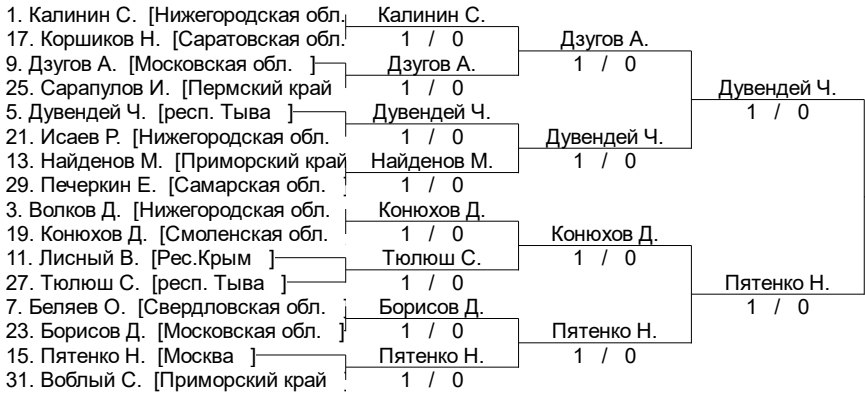 1. Калинин С. [Нижегородская обл.
17. Коршиков Н. [Саратовская обл.
9. Дзугов А. [Московская обл. ]
25. Сарапулов И. [Пермский край
5. Дувендей Ч. [респ. Тыва ]
21. Исаев Р. [Нижегородская обл.
13. Найденов М. [Приморский край
29. Печеркин Е. [Самарская обл. ]
3. Волков Д. [Нижегородская обл.
19. Конюхов Д. [Смоленская обл.
11. Лисный В. [Рес.Крым ]
27. Тюлюш С. [респ. Тыва ]
7. Беляев О. [Свердловская обл. ]
23. Борисов Д. [Московская обл. ]
15. Пятенко Н. [Москва ]
31. Воблый С. [Приморский край ]
Калинин С.
1 / 0
Дзугов А.
1 / 0
Дувендей Ч.
1 / 0
Найденов М.
1 / 0
Конюхов Д.
1 / 0
Тюлюш С.
1 / 0
Борисов Д.
1 / 0
Пятенко Н.
1 / 0
Дзугов А.
1 / 0
Дувендей Ч.
1 / 0
Конюхов Д.
1 / 0
Пятенко Н.
1 / 0
Дувендей Ч.
1 / 0
Пятенко Н.
1 / 0